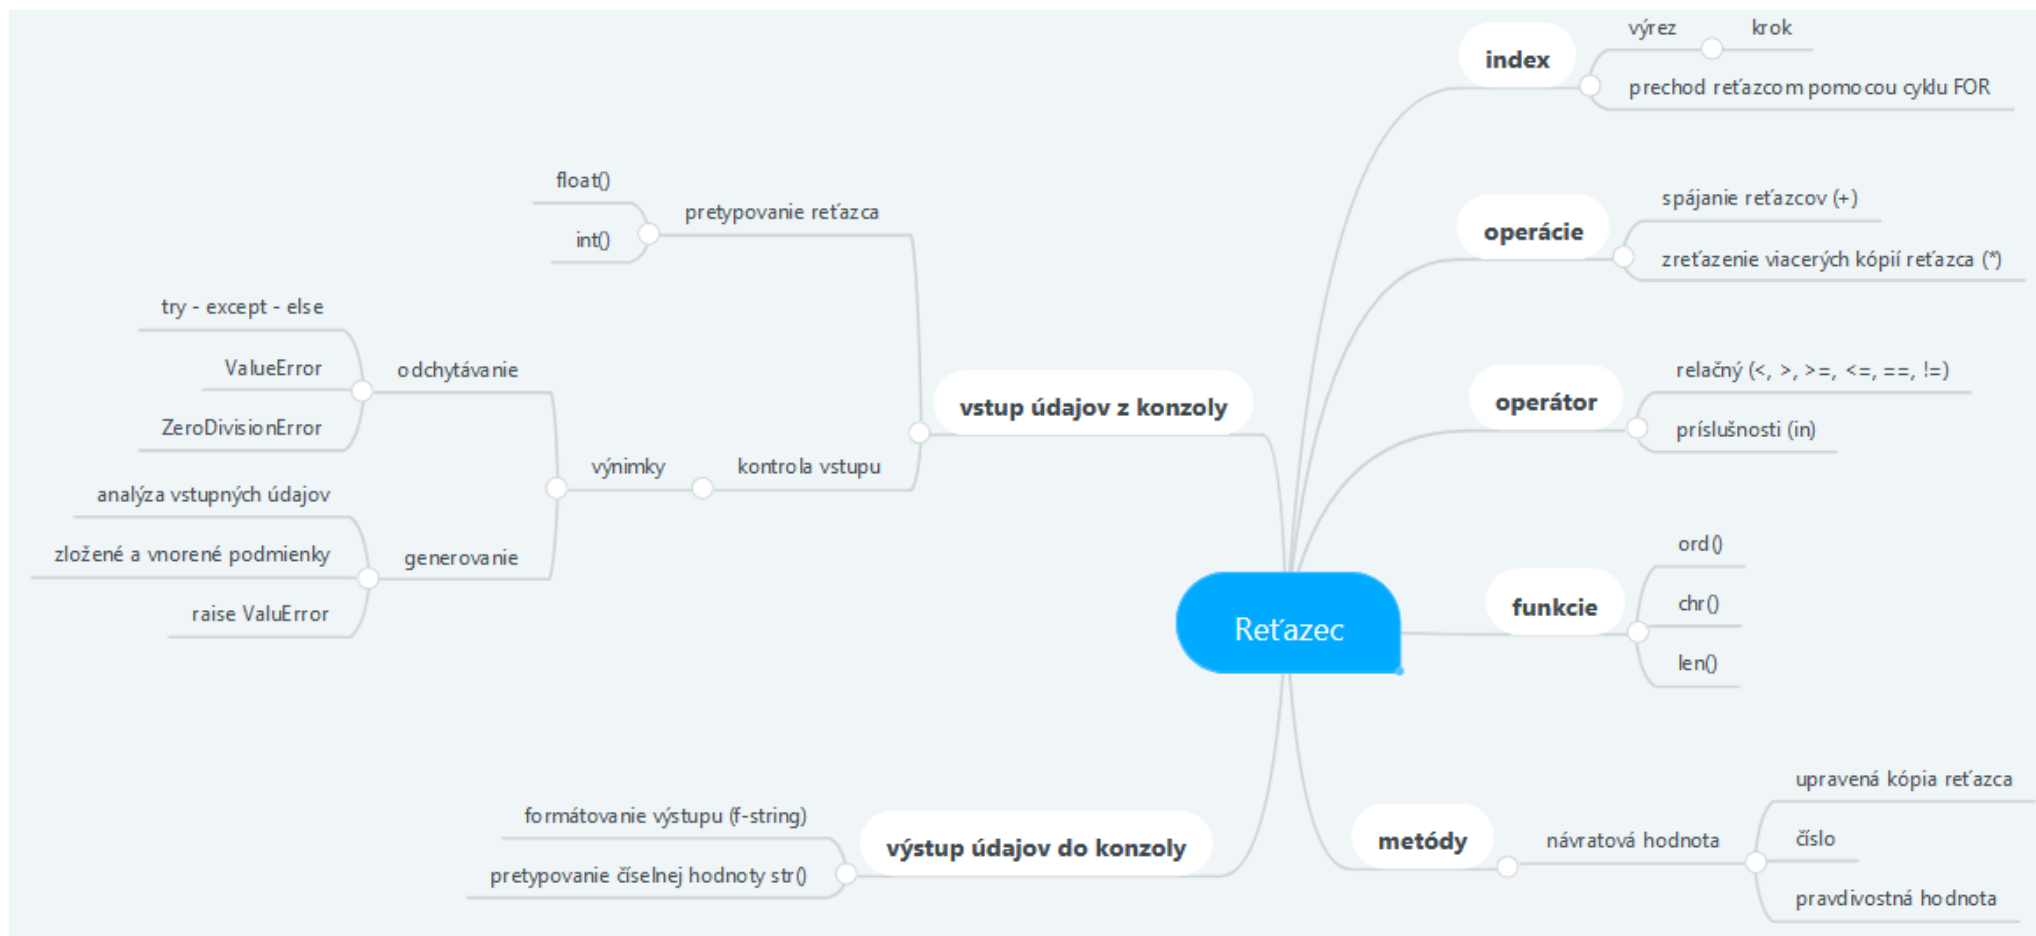 Reťazec
index
výrez
krok
prechod reťazcom pomocou cyklu FOR
operácie
spájanie reťazcov (+)
zreťazenie viacerých kópií reťazca (*)
operátor
relačný (<, >, >=, <=, ==, !=)
príslušnosti (in)
funkcie
ord()
chr()
len()
metódy
návratová hodnota
upravená kópia reťazca
číslo
pravdivostná hodnota
vstup údajov z konzoly
pretypovanie reťazca
float()
int()
kontrola vstupu
výnimky
odchytávanie
try - except - else
ValueError
ZeroDivisionError
generovanie
analýza vstupných údajov
zložené a vnorené podmienky
raise ValuError
výstup údajov do konzoly
formátovanie výstupu (f-string)
pretypovanie číselnej hodnoty str()